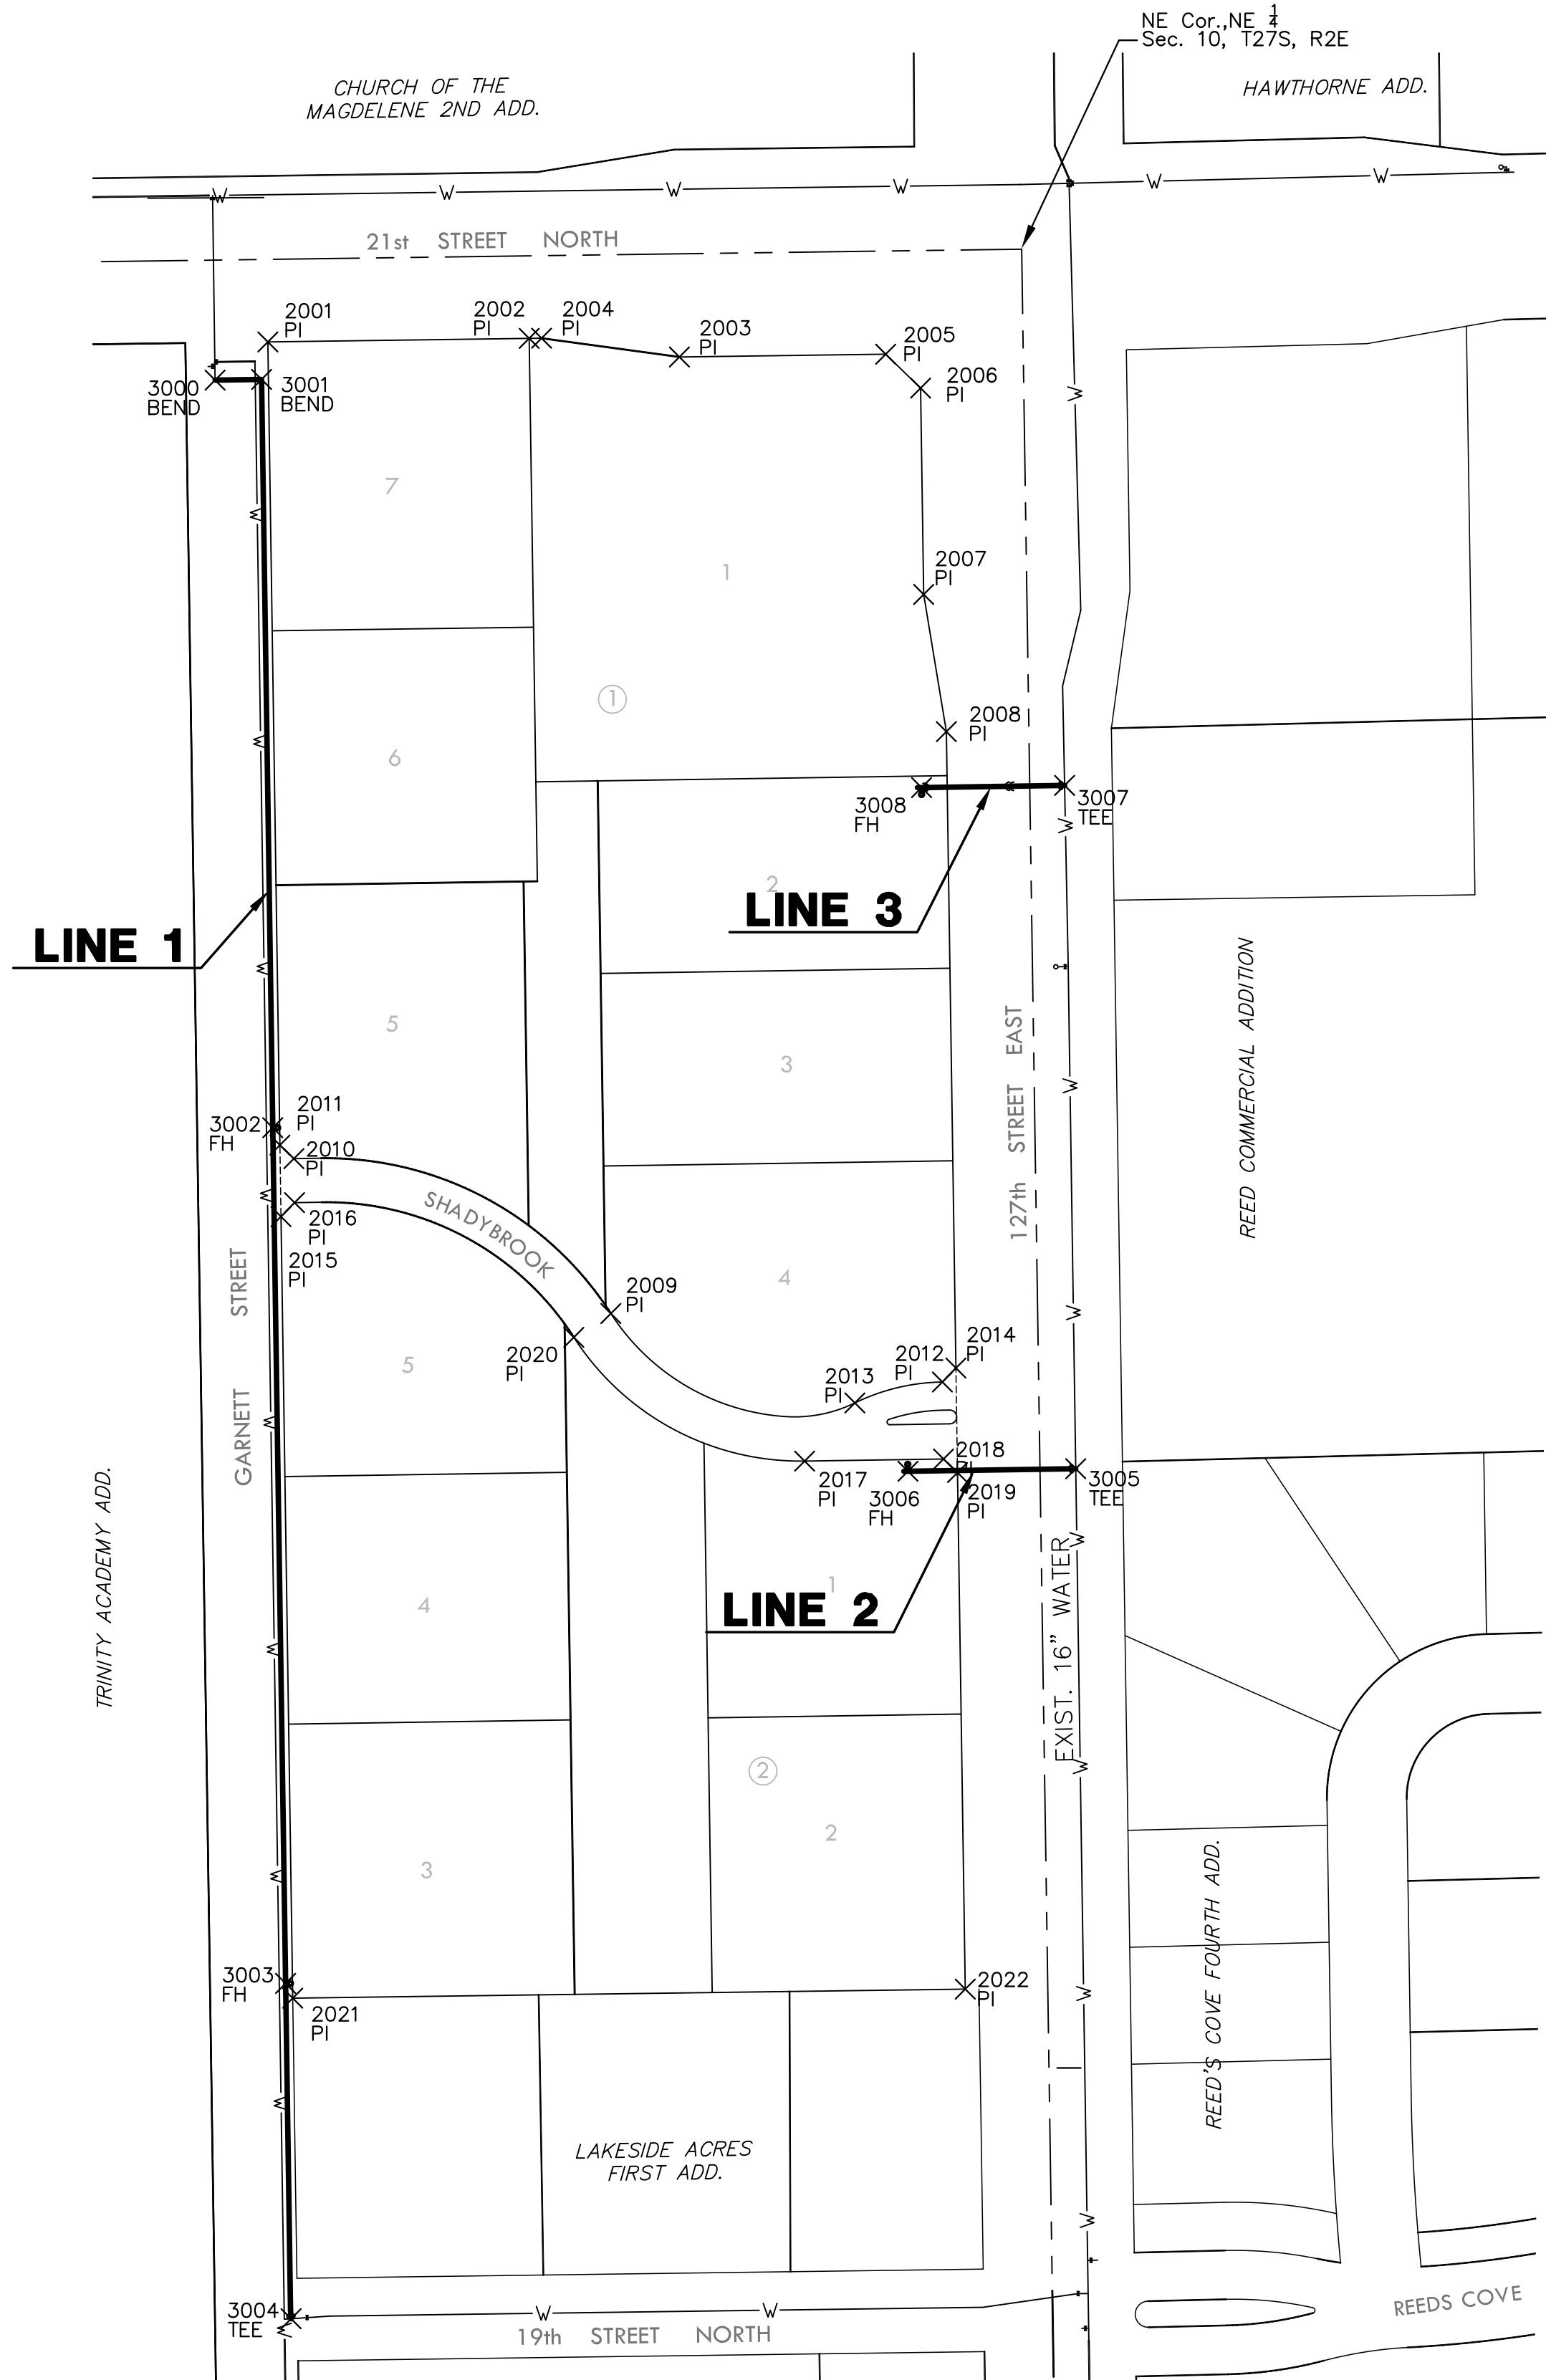 NE Cor.,NE 1/4
Sec. 10, T27S, R2E
CHURCH OF THE
MAGDELENE 2ND ADD.
HAWTHORNE ADD.
W W W W W W
21st STREET NORTH
2001
PI
2002
PI
2004
PI
2003
PI
2005
PI
2006
PI
3000
BEND
3001
BEND
W
7
W
2007
PI
1
1
2008
PI
W
6
3008
FH
3007
TEE
W
2
LINE 3
LINE 1
W
5
127th STREET EAST
REED COMMERCIAL ADDITION
3
W
2011
PI
3002
FH
2010
PI
W
SHADYBROOK
2016
PI
2015
PI
GARNETT STREET
4
2009
PI
W
2014
PI
2012
PI
2013
PI
2020
PI
5
W
2018
PI
2017
PI
3006
FH
2019
PI
3005
TEE
W
EXIST. 16" WATER
TRINITY ACADEMY ADD.
1
LINE 2
4
W
W
2
2
3
W
REED'S COVE FOURTH ADD.
3003
FH
2021
PI
2022
PI
W
W
LAKESIDE ACRES
FIRST ADD.
W
3004
TEE
W
W W
19th STREET NORTH
REEDS COVE